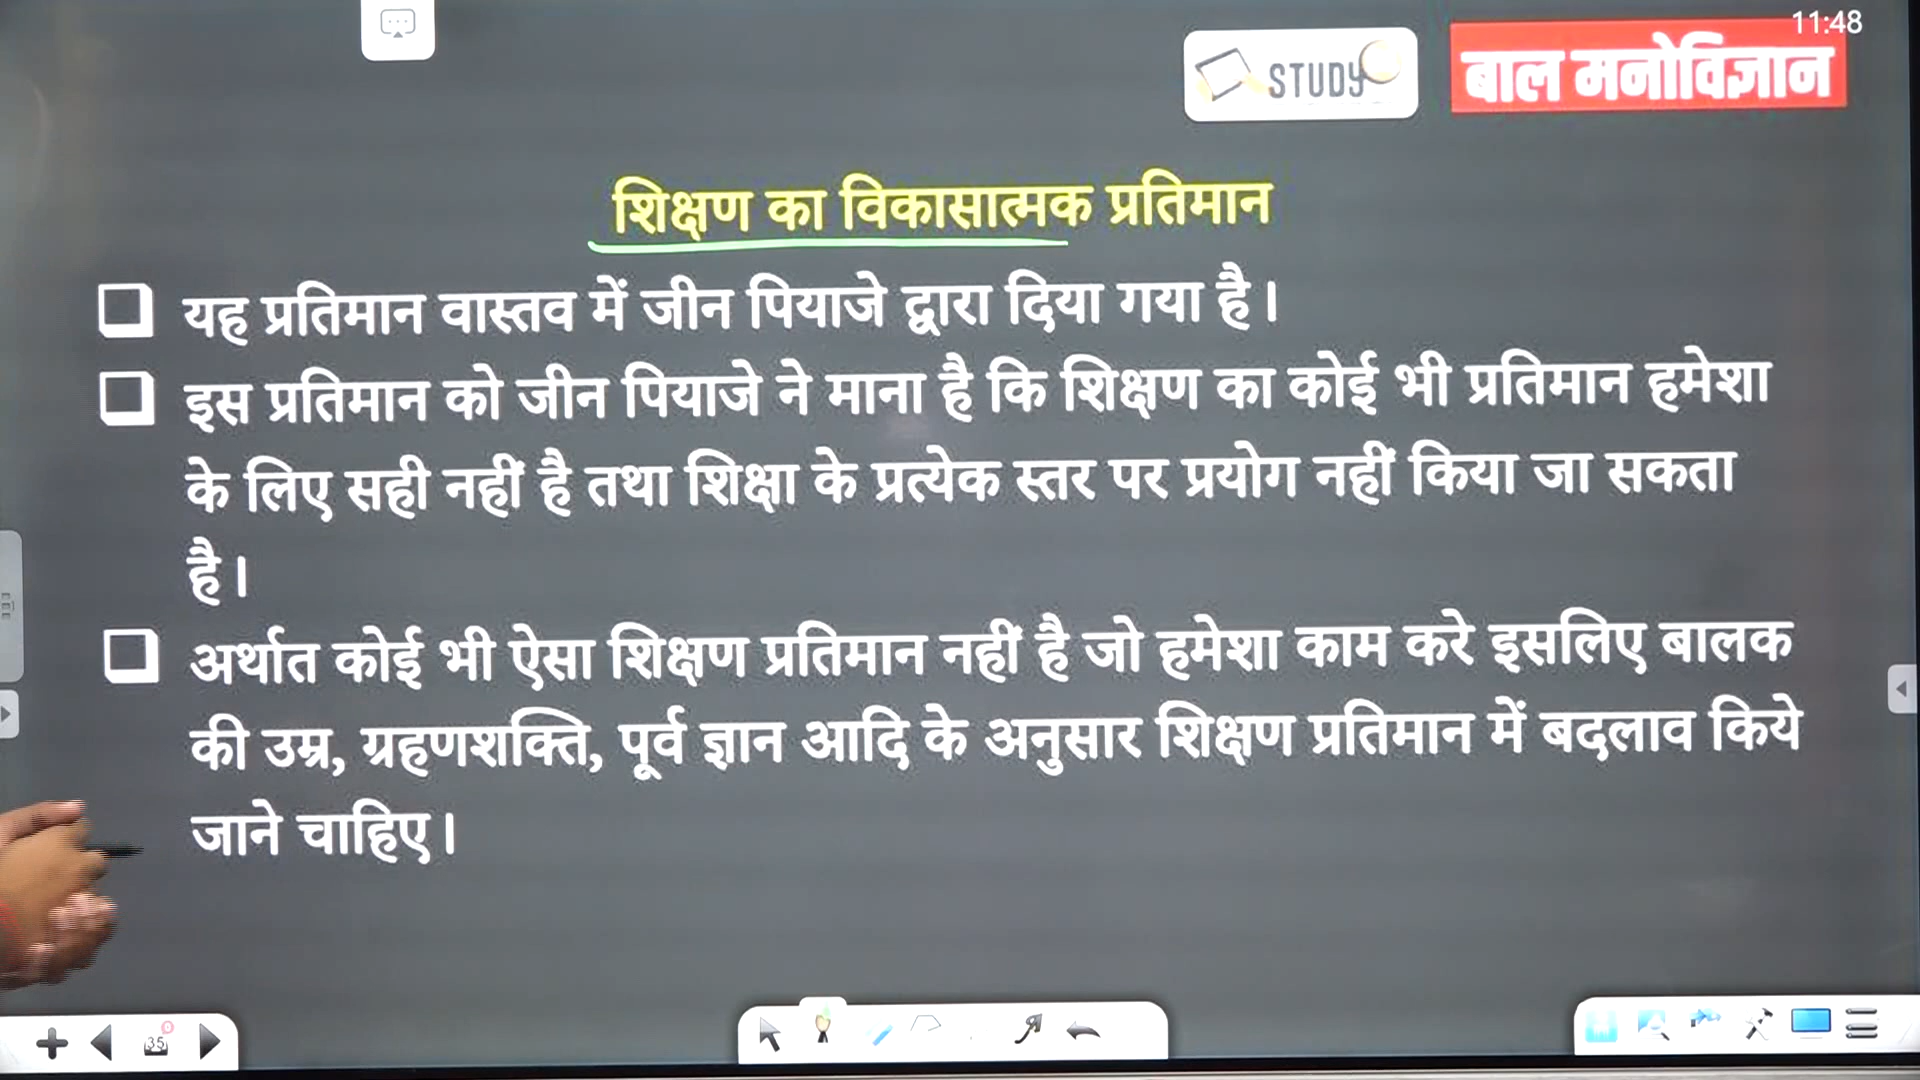 11:48
STUDY
बाल मनोविज्ञान
शिक्षण का विकासात्मक प्रतिमान
यह प्रतिमान वास्तव में जीन पियाजे द्वारा दिया गया है।
इस प्रतिमान को जीन पियाजे ने माना है कि शिक्षण का कोई भी प्रतिमान हमेशा
के लिए सही नहीं है तथा शिक्षा के प्रत्येक स्तर पर प्रयोग नहीं किया जा सकता
है।
अर्थात कोई भी ऐसा शिक्षण प्रतिमान नहीं है जो हमेशा काम करे इसलिए बालक
की उम्र, ग्रहणशक्ति, पूर्व ज्ञान आदि के अनुसार शिक्षण प्रतिमान में बदलाव किये
जाने चाहिए।
35